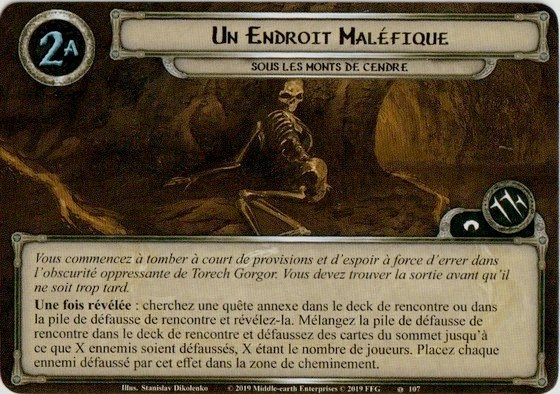 2A
Un Endroit Maléfique
sous les monts de cendre
Vous commencez à tomber à court de provisions et d'espoir à force d'errer dans
l'obscurité oppressante de Torech Gorgor. Vous devez trouver la sortie avant qu'il
ne soit trop tard.
Une fois révélée : cherchez une quête annexe dans le deck de rencontre ou dans
la pile de défausse de rencontre et révélez-la. Mélangez la pile de défausse de
rencontre dans le deck de rencontre et défaussez des cartes du sommet jusqu'à
ce que X ennemis soient défaussés, X étant le nombre de joueurs. Placez chaque
ennemi défaussé par cet effet dans la zone de cheminement.
Illus. Stanislav Dikolenko © 2019 Middle-earth Enterprises © 2019 FFG 107